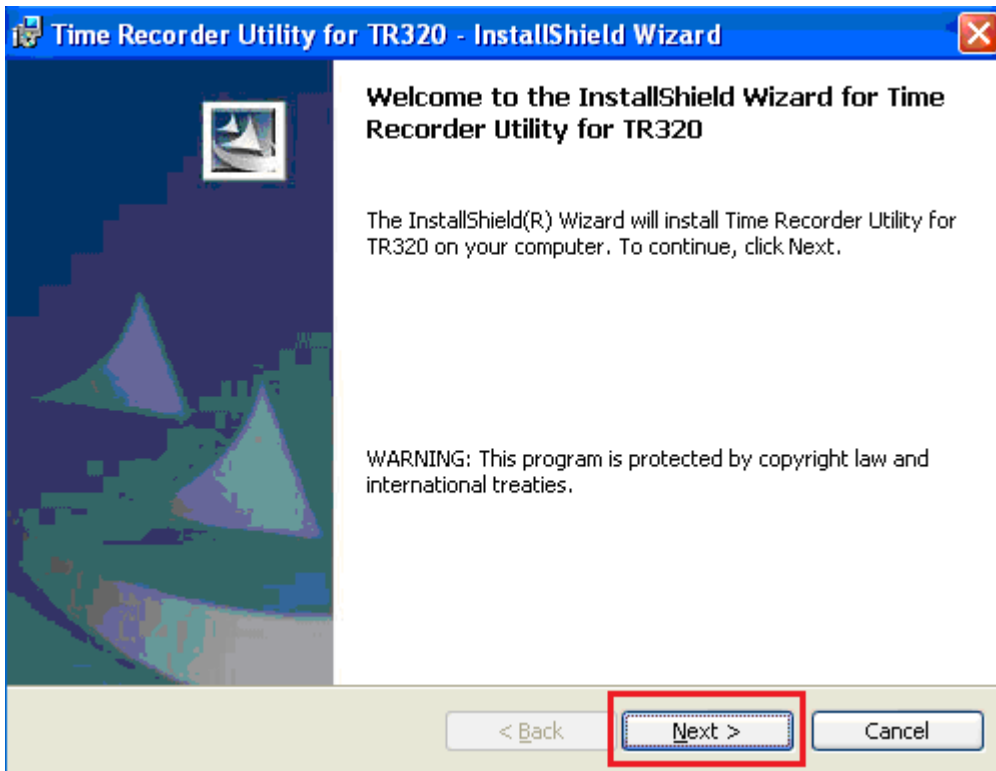 Time Recorder Utility for TR320 - InstallShield Wizard
Welcome to the InstallShield Wizard for Time
Recorder Utility for TR320
The InstallShield(R) Wizard will install Time Recorder Utility for
TR320 on your computer. To continue, click Next.
WARNING: This program is protected by copyright law and
international treaties.
< Back
Next >
Cancel